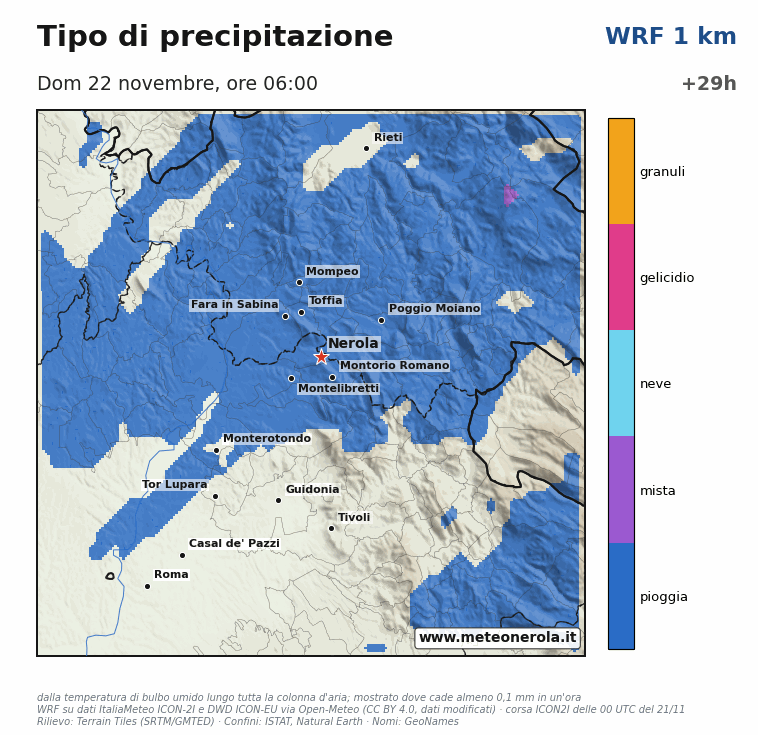 Tipo di precipitazione
WRF 1 km
Dom 22 novembre, ore 06:00
+29h
Rieti
Mompeo
Fara in Sabina
Toffia
Poggio Moiano
Nerola
Montorio Romano
Montelibretti
Monterotondo
Tor Lupara
Guidonia
Tivoli
Casal de' Pazzi
Roma
www.meteonerola.it
granuli
gelicidio
neve
mista
pioggia
dalla temperatura di bulbo umido lungo tutta la colonna d'aria; mostrato dove cade almeno 0,1 mm in un'ora
WRF su dati ItaliaMeteo ICON-2I e DWD ICON-EU via Open-Meteo (CC BY 4.0, dati modificati) · corsa ICON2I delle 00 UTC del 21/11
Rilievo: Terrain Tiles (SRTM/GMTED) · Confini: ISTAT, Natural Earth · Nomi: GeoNames